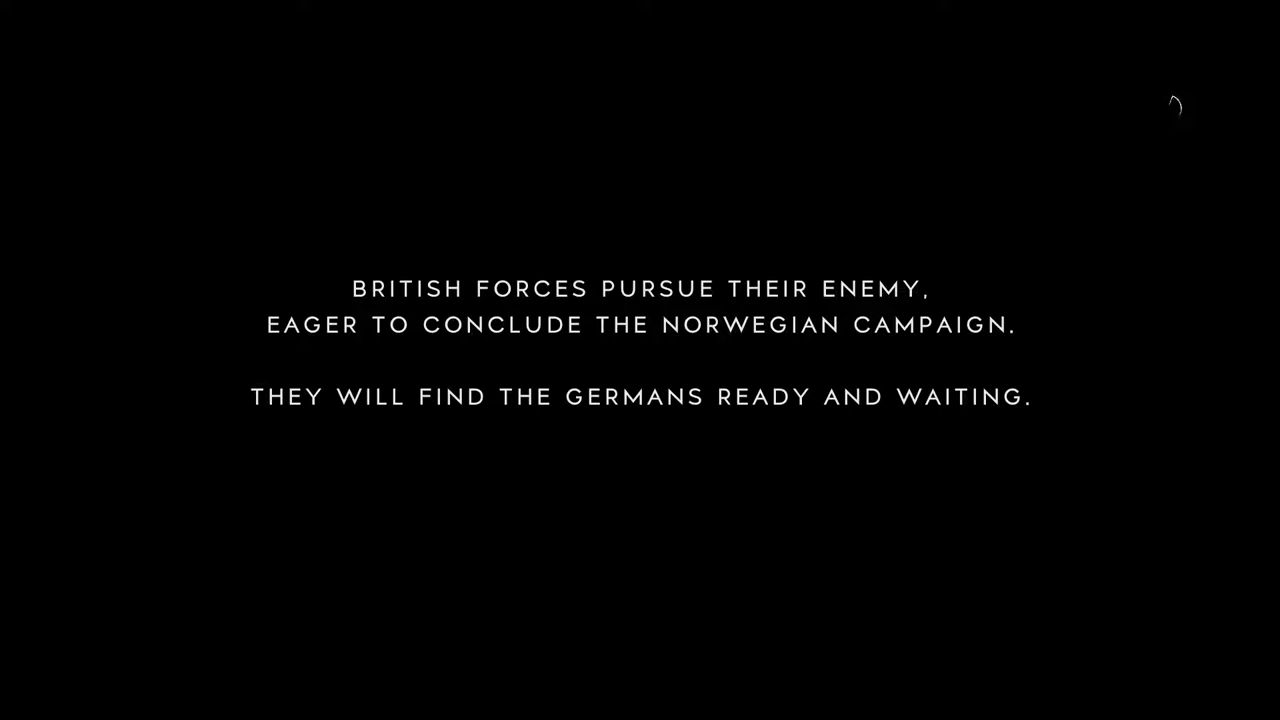 BRITISH FORCES PURSUE THEIR ENEMY,
EAGER TO CONCLUDE THE NORWEGIAN CAMPAIGN.
THEY WILL FIND THE GERMANS READY AND WAITING.